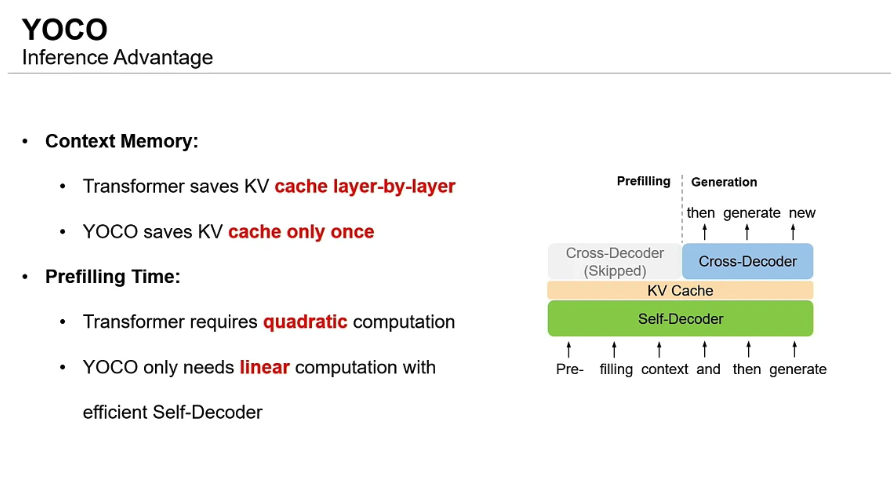 YOCO
Inference Advantage
• Context Memory:
• Transformer saves KV cache layer-by-layer
• YOCO saves KV cache only once
• Prefilling Time:
• Transformer requires quadratic computation
• YOCO only needs linear computation with
efficient Self-Decoder
Prefilling Generation
then generate new
Cross-Decoder
(Skipped)
Cross-Decoder
KV Cache
Self-Decoder
Pre- filling context and then generate